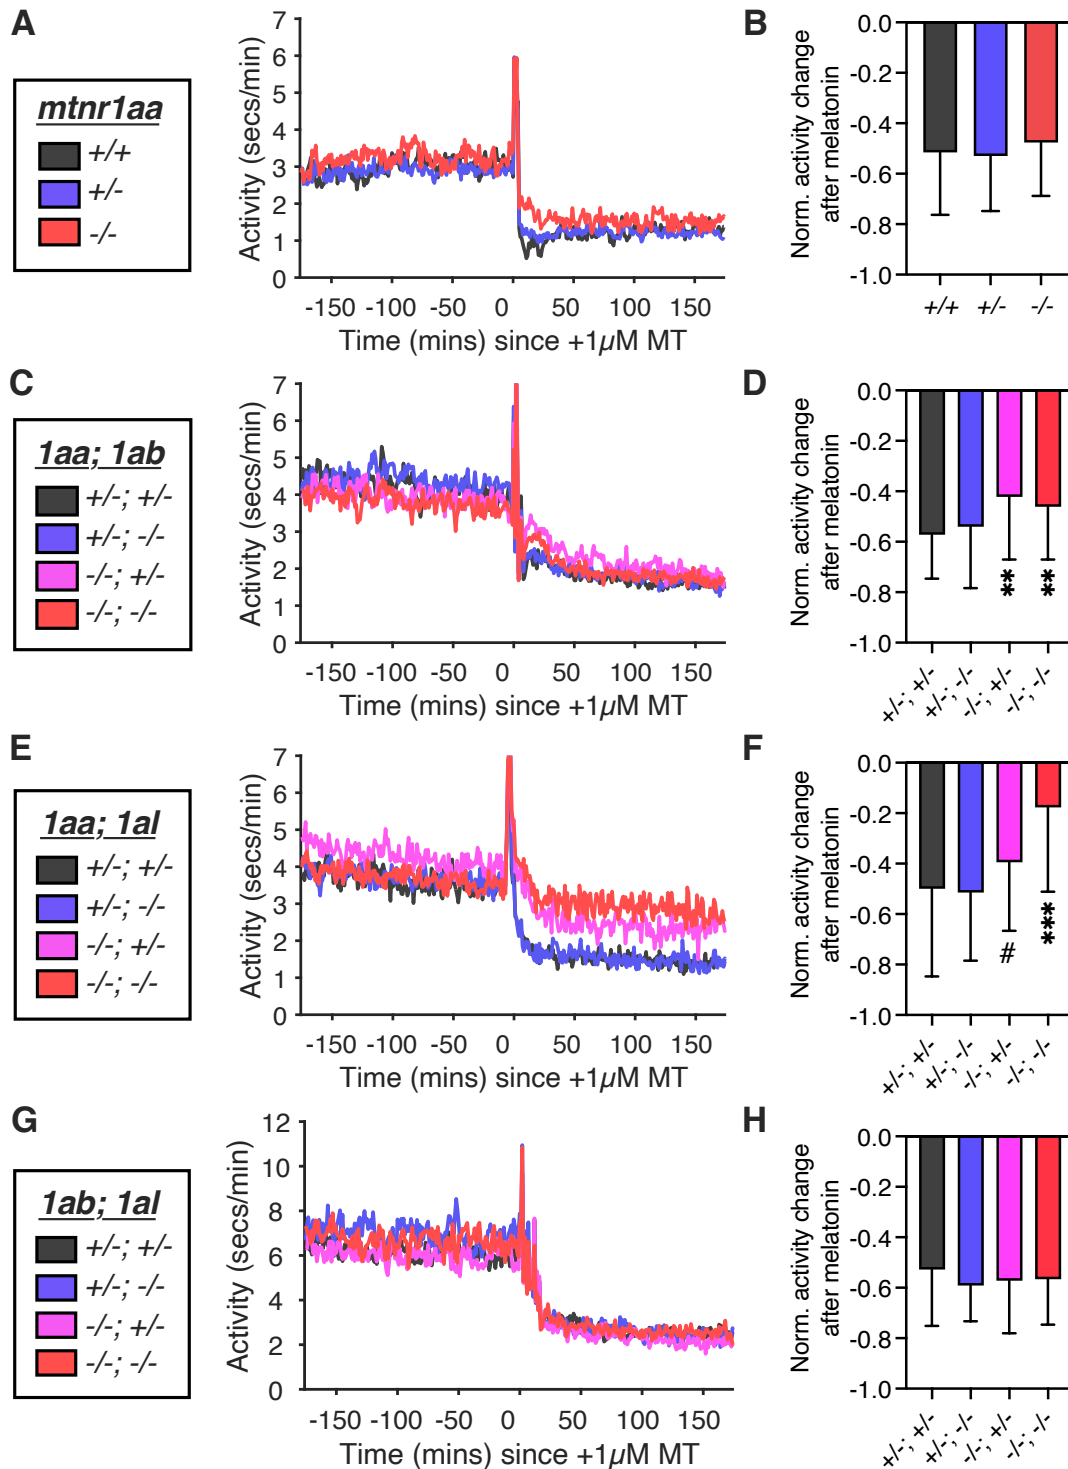 A
mtnr1aa
+/+
+/-
-/-
7
6
5
4
3
2
1
0
Activity (secs/min)
-150 -100 -50 0 50 100 150
Time (mins) since +1µM MT
B
0.0
-0.2
-0.4
-0.6
-0.8
-1.0
Norm. activity change
after melatonin
+/+ +/- -/-
C
1aa; 1ab
+/-; +/-
+/-; -/-
-/-; +/-
-/-; -/-
7
6
5
4
3
2
1
0
Activity (secs/min)
-150 -100 -50 0 50 100 150
Time (mins) since +1µM MT
D
0.0
-0.2
-0.4
-0.6
-0.8
-1.0
Norm. activity change
after melatonin
** **
+/-; +/- +/-; -/- -/-; +/- -/-; -/-
E
1aa; 1al
+/-; +/-
+/-; -/-
-/-; +/-
-/-; -/-
7
6
5
4
3
2
1
0
Activity (secs/min)
-150 -100 -50 0 50 100 150
Time (mins) since +1µM MT
F
0.0
-0.2
-0.4
-0.6
-0.8
-1.0
Norm. activity change
after melatonin
# ***
+/-; +/- +/-; -/- -/-; +/- -/-; -/-
G
1ab; 1al
+/-; +/-
+/-; -/-
-/-; +/-
-/-; -/-
12
10
8
6
4
2
0
Activity (secs/min)
-150 -100 -50 0 50 100 150
Time (mins) since +1µM MT
H
0.0
-0.2
-0.4
-0.6
-0.8
-1.0
Norm. activity change
after melatonin
+/-; +/- +/-; -/- -/-; +/- -/-; -/-